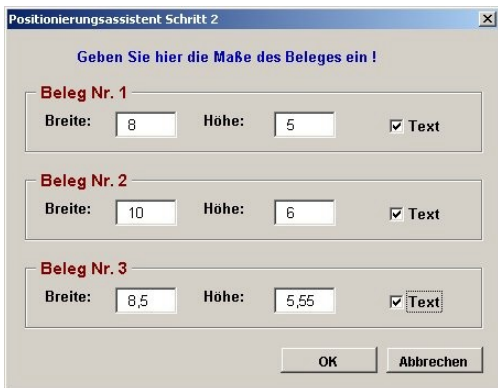 Positionierungsassistent Schritt 2
Geben Sie hier die Maße des Beleges ein !
Beleg Nr. 1
Breite: 8 Höhe: 5 Text
Beleg Nr. 2
Breite: 10 Höhe: 6 Text
Beleg Nr. 3
Breite: 8,5 Höhe: 5,55 Text
OK Abbrechen